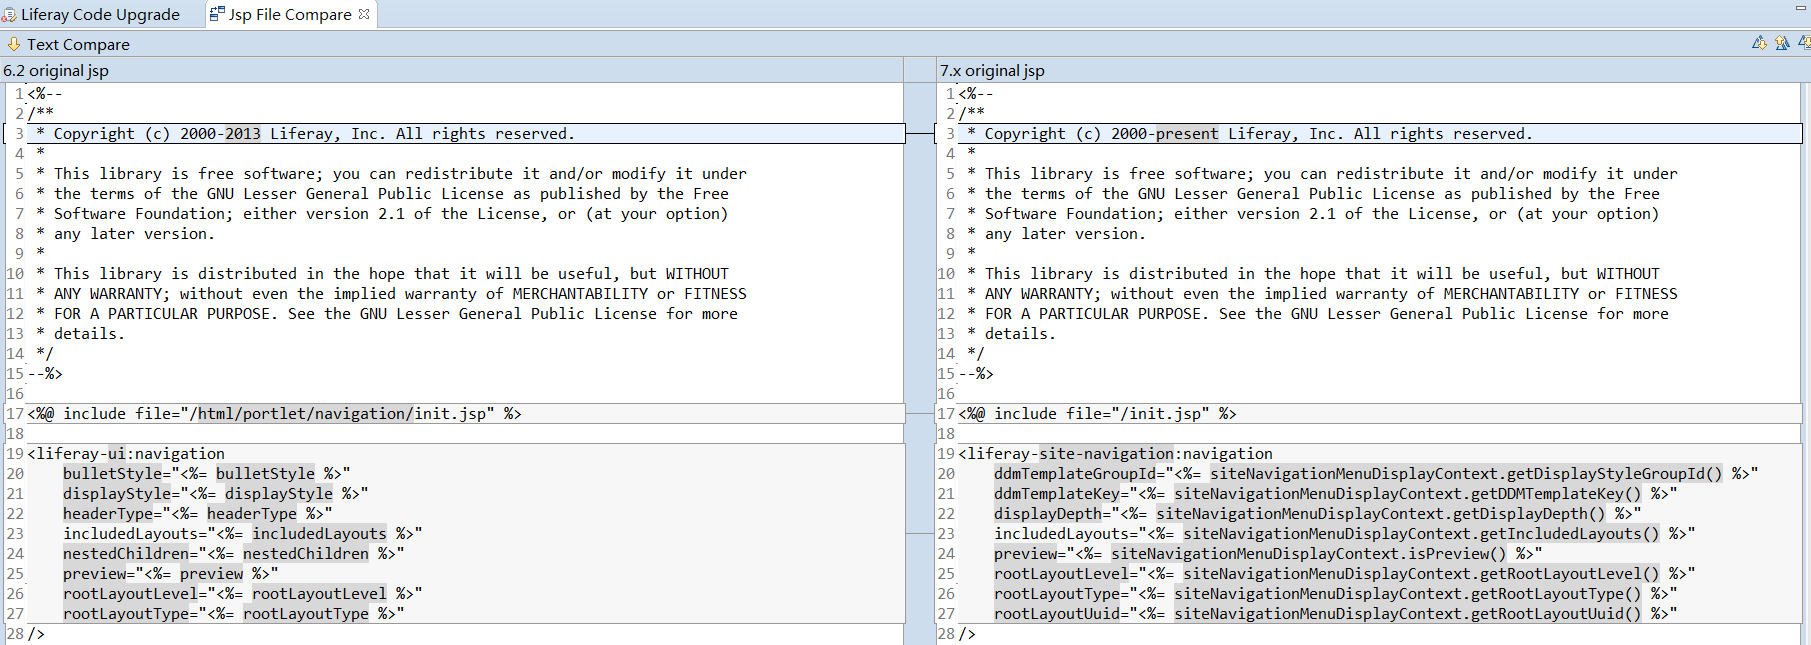 Liferay Code Upgrade
Jsp File Compare
Text Compare
6.2 original jsp
1 <%--
2 /**
3  * Copyright (c) 2000-2013 Liferay, Inc. All rights reserved.
4  *
5  * This library is free software; you can redistribute it and/or modify it under
6  * the terms of the GNU Lesser General Public License as published by the Free
7  * Software Foundation; either version 2.1 of the License, or (at your option)
8  * any later version.
9  *
10  * This library is distributed in the hope that it will be useful, but WITHOUT
11  * ANY WARRANTY; without even the implied warranty of MERCHANTABILITY or FITNESS
12  * FOR A PARTICULAR PURPOSE. See the GNU Lesser General Public License for more
13  * details.
14  */
15 --%>
16
17 <%@ include file="/html/portlet/navigation/init.jsp" %>
18
19 <liferay-ui:navigation
20     bulletStyle="<%= bulletStyle %>"
21     displayStyle="<%= displayStyle %>"
22     headerType="<%= headerType %>"
23     includedLayouts="<%= includedLayouts %>"
24     nestedChildren="<%= nestedChildren %>"
25     preview="<%= preview %>"
26     rootLayoutLevel="<%= rootLayoutLevel %>"
27     rootLayoutType="<%= rootLayoutType %>"
28 />
7.x original jsp
1 <%--
2 /**
3  * Copyright (c) 2000-present Liferay, Inc. All rights reserved.
4  *
5  * This library is free software; you can redistribute it and/or modify it under
6  * the terms of the GNU Lesser General Public License as published by the Free
7  * Software Foundation; either version 2.1 of the License, or (at your option)
8  * any later version.
9  *
10  * This library is distributed in the hope that it will be useful, but WITHOUT
11  * ANY WARRANTY; without even the implied warranty of MERCHANTABILITY or FITNESS
12  * FOR A PARTICULAR PURPOSE. See the GNU Lesser General Public License for more
13  * details.
14  */
15 --%>
16
17 <%@ include file="/init.jsp" %>
18
19 <liferay-site-navigation:navigation
20     ddmTemplateGroupId="<%= siteNavigationMenuDisplayContext.getDisplayStyleGroupId() %>"
21     ddmTemplateKey="<%= siteNavigationMenuDisplayContext.getDDMTemplateKey() %>"
22     displayDepth="<%= siteNavigationMenuDisplayContext.getDisplayDepth() %>"
23     includedLayouts="<%= siteNavigationMenuDisplayContext.getIncludedLayouts() %>"
24     preview="<%= siteNavigationMenuDisplayContext.isPreview() %>"
25     rootLayoutLevel="<%= siteNavigationMenuDisplayContext.getRootLayoutLevel() %>"
26     rootLayoutType="<%= siteNavigationMenuDisplayContext.getRootLayoutType() %>"
27     rootLayoutUuid="<%= siteNavigationMenuDisplayContext.getRootLayoutUuid() %>"
28 />